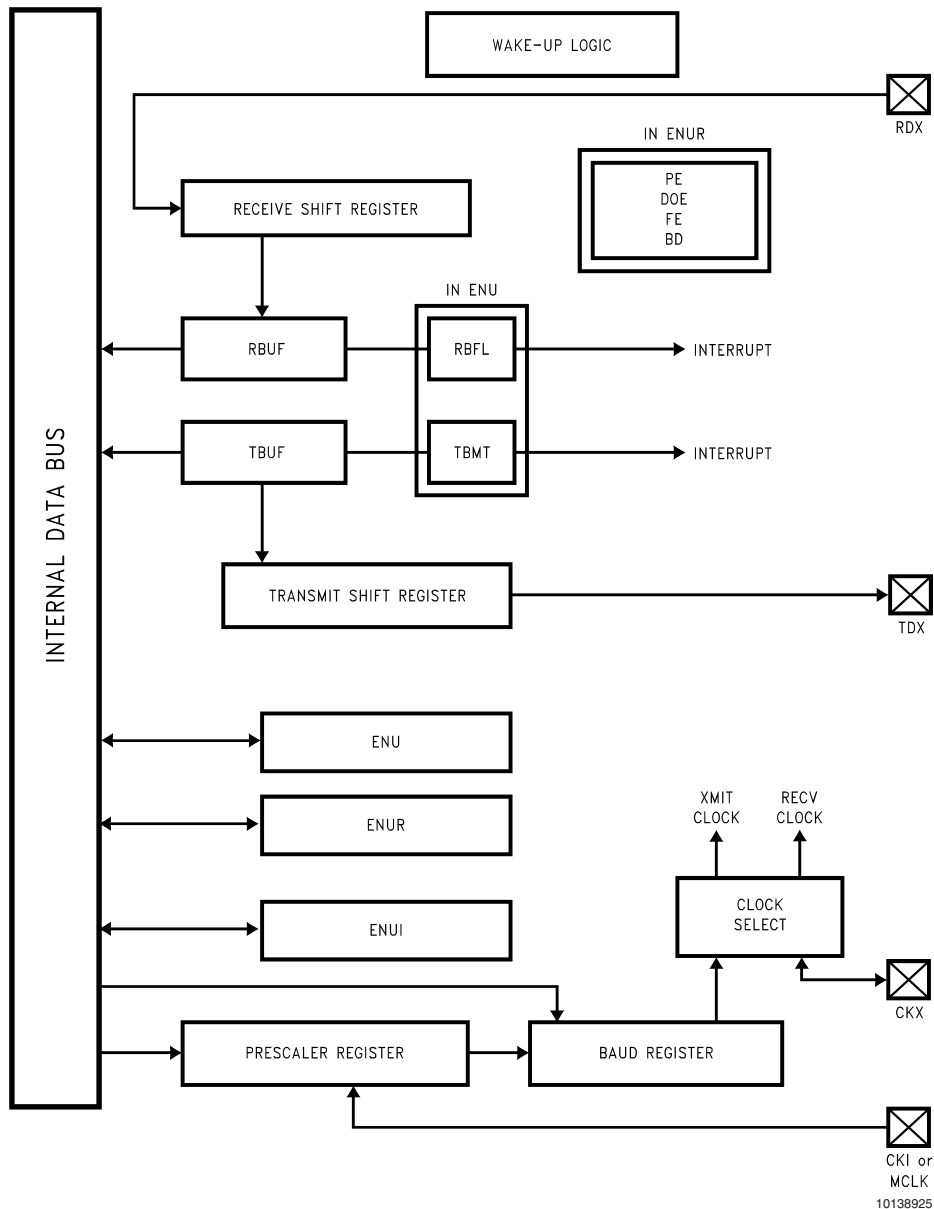 WAKE-UP LOGIC
RDX
IN ENUR
PE
DOE
FE
BD
RECEIVE SHIFT REGISTER
IN ENU
RBUF
RBFL
INTERRUPT
INTERNAL DATA BUS
TBUF
TBMT
INTERRUPT
TRANSMIT SHIFT REGISTER
TDX
ENU
XMIT
CLOCK
RECV
CLOCK
ENUR
CLOCK
SELECT
ENUI
CKX
PRESCALER REGISTER
BAUD REGISTER
CKI or
MCLK
10138925